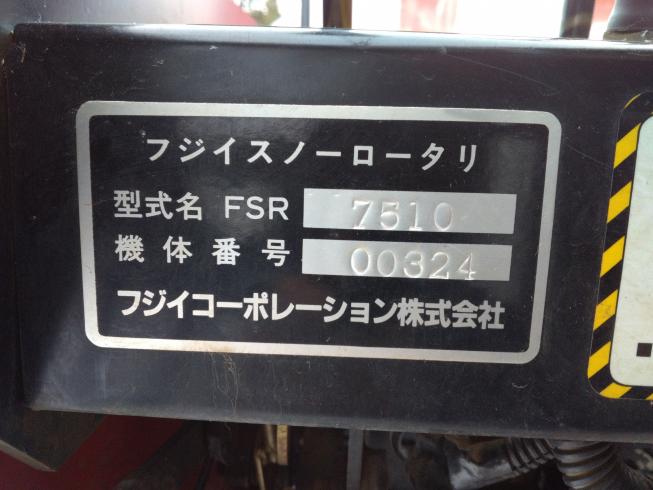 フジイスノーロータリ
型式名 FSR 7510
機体番号 00324
フジイコーポレーション株式会社